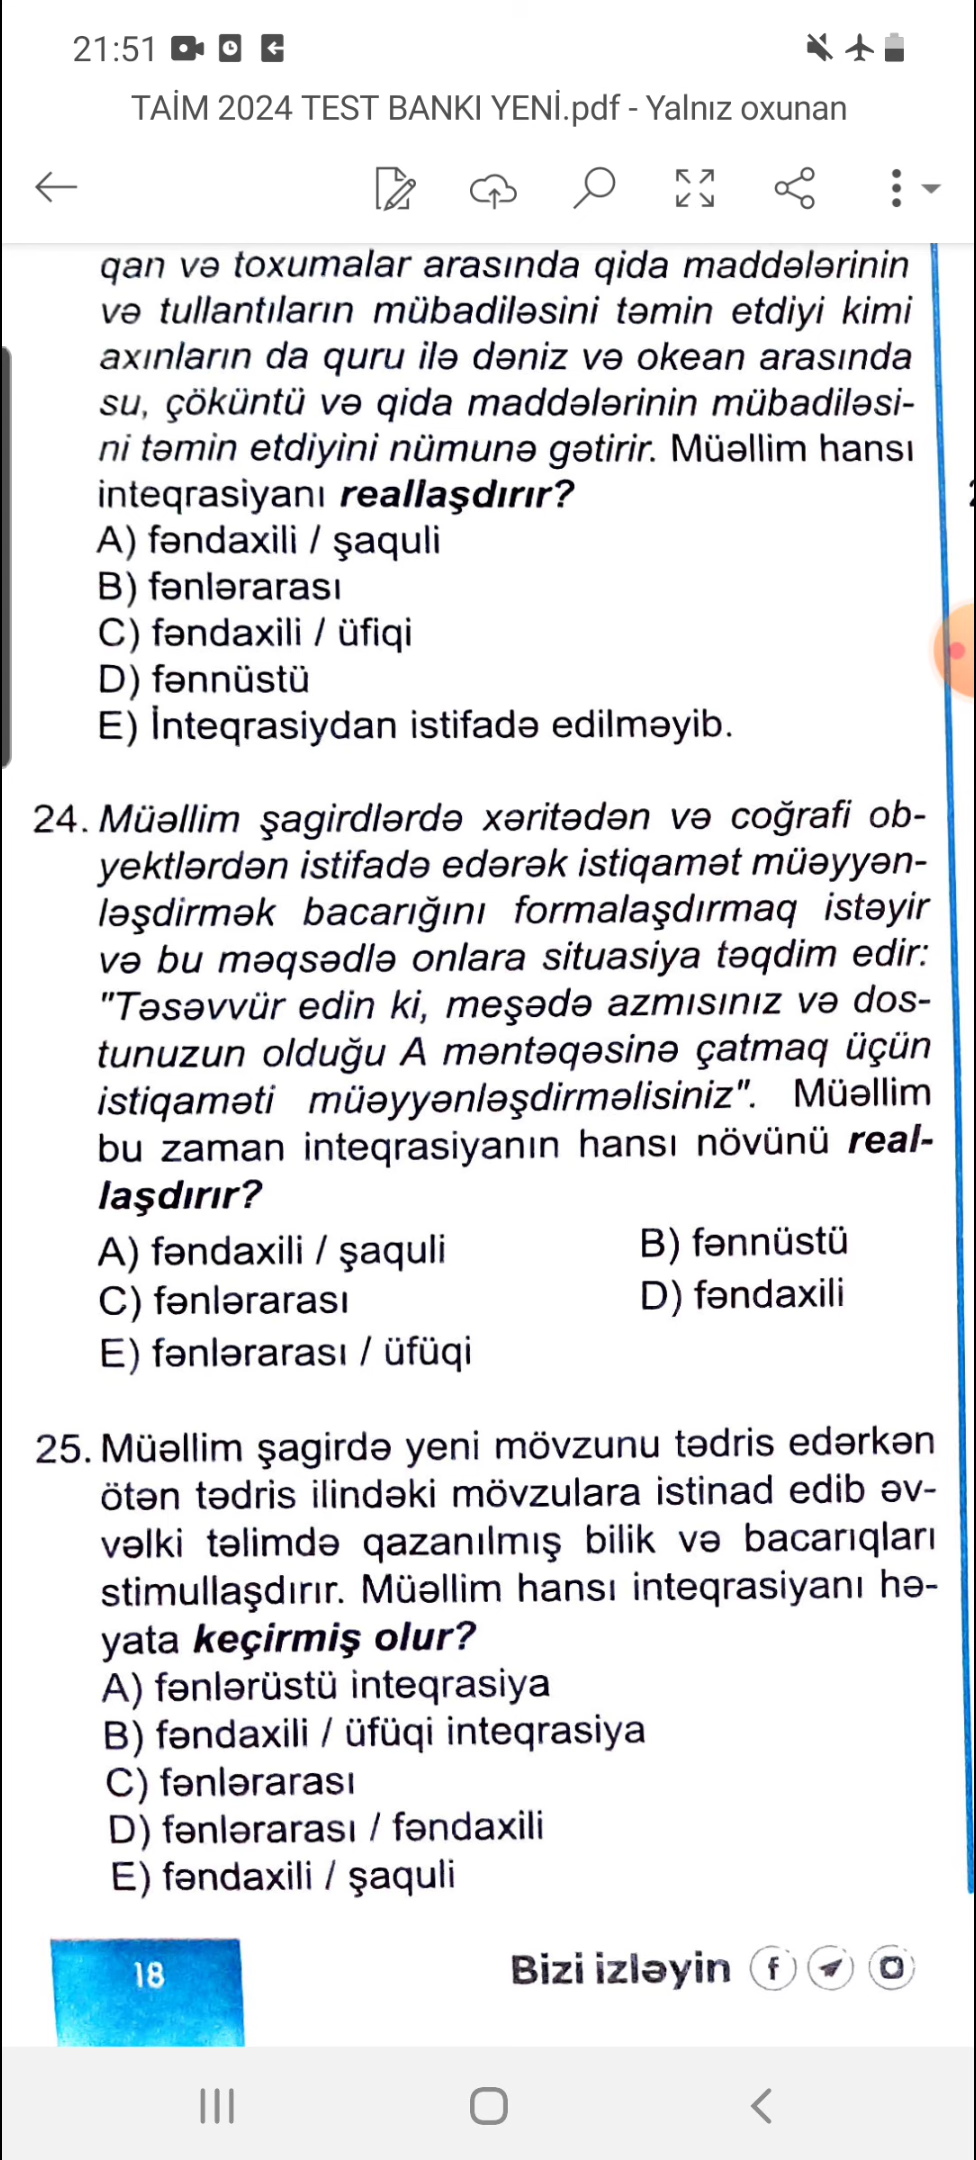 21:51
TAİM 2024 TEST BANKI YENİ.pdf - Yalnız oxunan
qan və toxumalar arasında qida maddələrinin
və tullantıların mübadiləsini təmin etdiyi kimi
axınların da quru ilə dəniz və okean arasında
su, çöküntü və qida maddələrinin mübadiləsi-
ni təmin etdiyini nümunə gətirir. Müəllim hansı
inteqrasiyanı reallaşdırır?
A) fəndaxili / şaquli
B) fənlərarası
C) fəndaxili / üfiqi
D) fənnüstü
E) İnteqrasiydan istifadə edilməyib.
24. Müəllim şagirdlərdə xəritədən və coğrafi ob-
yektlərdən istifadə edərək istiqamət müəyyən-
ləşdirmək bacarığını formalaşdırmaq istəyir
və bu məqsədlə onlara situasiya təqdim edir:
"Təsəvvür edin ki, meşədə azmısınız və dos-
tunuzun olduğu A məntəqəsinə çatmaq üçün
istiqaməti müəyyənləşdirməlisiniz". Müəllim
bu zaman inteqrasiyanın hansı növünü real-
laşdırır?
A) fəndaxili / şaquli B) fənnüstü
C) fənlərarası D) fəndaxili
E) fənlərarası / üfüqi
25. Müəllim şagirdə yeni mövzunu tədris edərkən
ötən tədris ilindəki mövzulara istinad edib əv-
vəlki təlimdə qazanılmış bilik və bacarıqları
stimullaşdırır. Müəllim hansı inteqrasiyanı hə-
yata keçirmiş olur?
A) fənlərüstü inteqrasiya
B) fəndaxili / üfüqi inteqrasiya
C) fənlərarası
D) fənlərarası / fəndaxili
E) fəndaxili / şaquli
18
Bizi izləyin